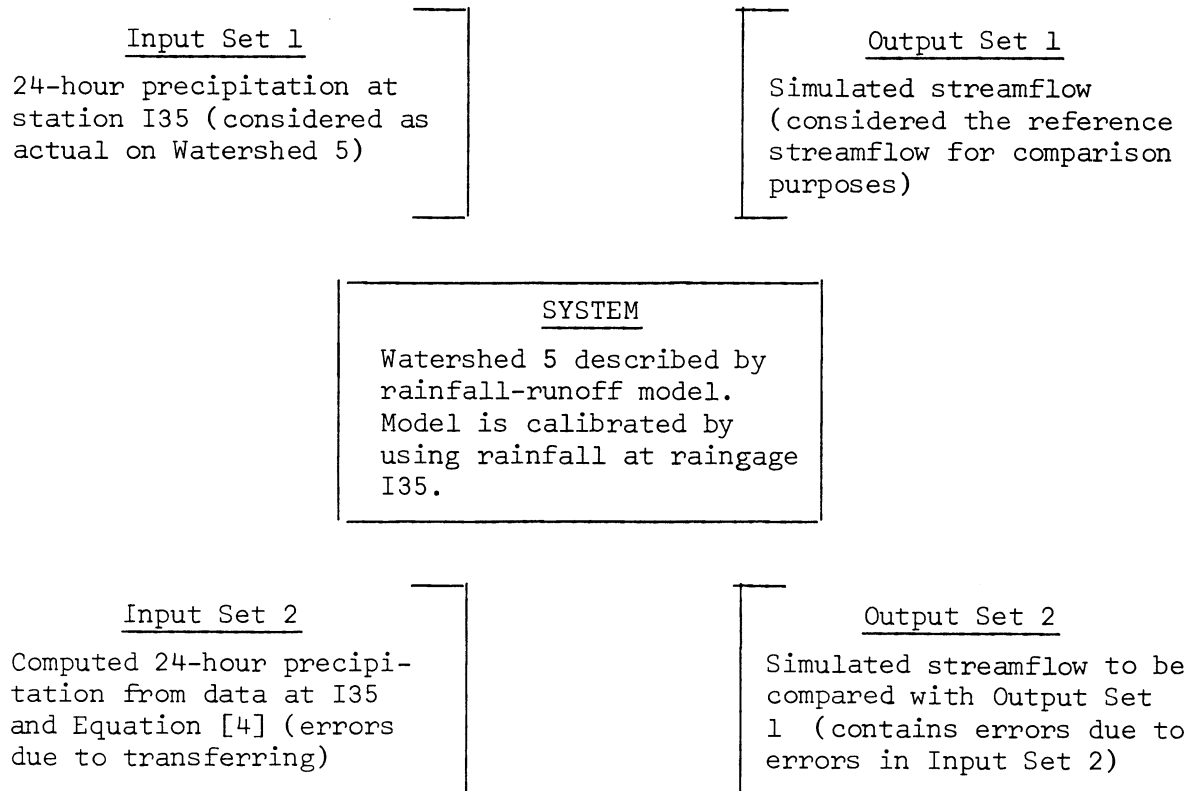 Input Set 1
24-hour precipitation at
station I35 (considered as
actual on Watershed 5)
Output Set 1
Simulated streamflow
(considered the reference
streamflow for comparison
purposes)
SYSTEM
Watershed 5 described by
rainfall-runoff model.
Model is calibrated by
using rainfall at raingage
I35.
Input Set 2
Computed 24-hour precipi-
tation from data at I35
and Equation [4] (errors
due to transferring)
Output Set 2
Simulated streamflow to be
compared with Output Set
1 (contains errors due to
errors in Input Set 2)